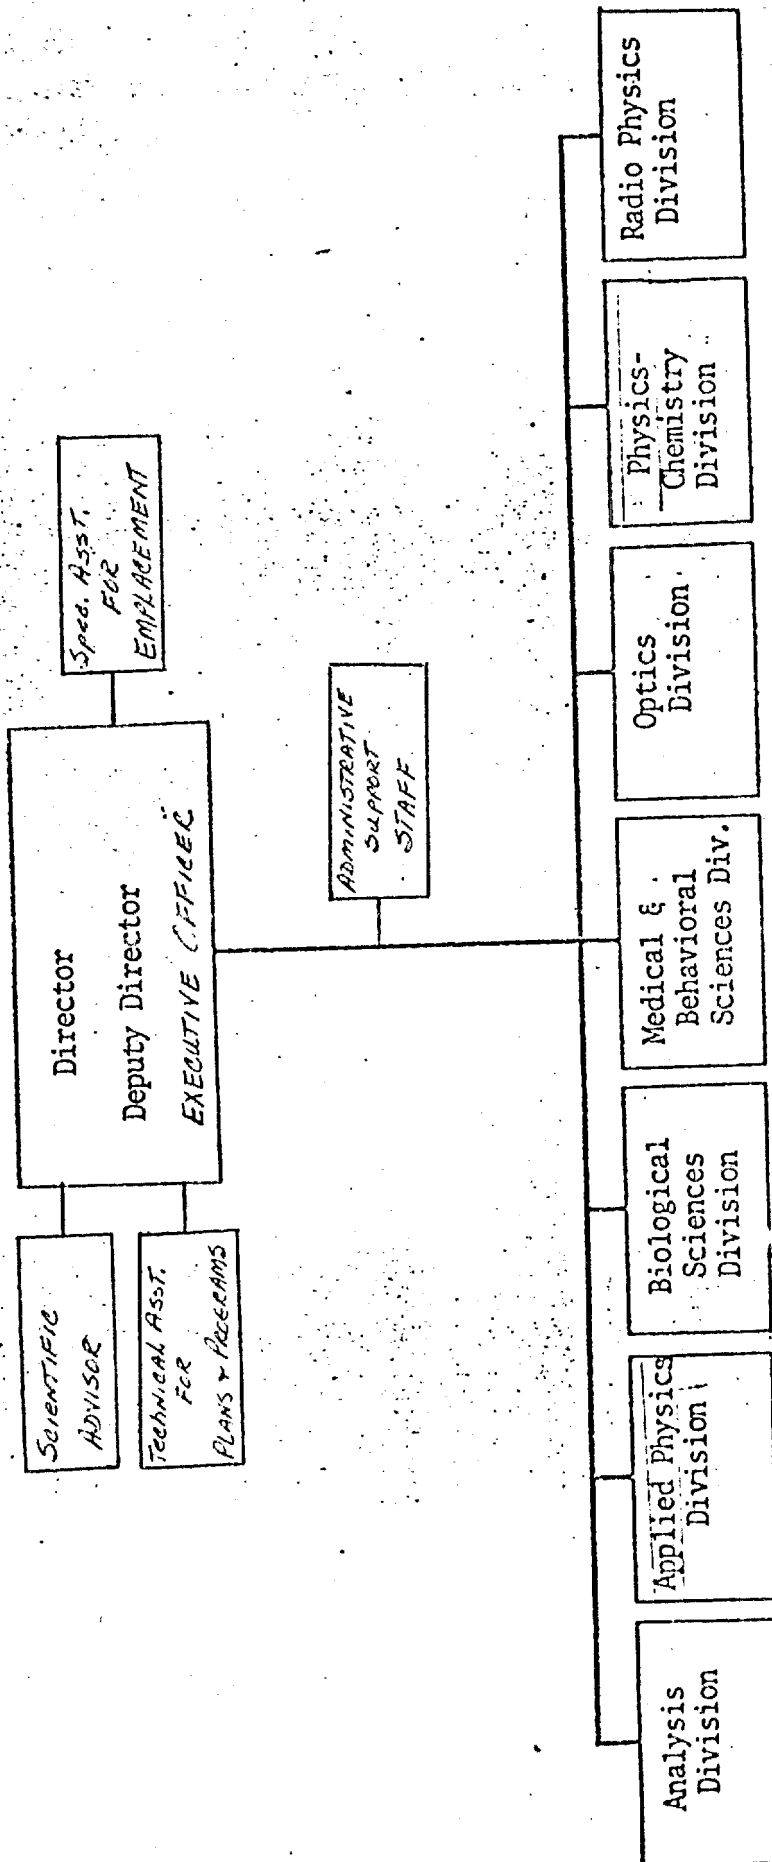 Director
Deputy Director
EXECUTIVE OFFICER
SCIENTIFIC
ADVISOR
TECHNICAL ASST.
FOR
PLANS & PROGRAMS
Spec. ASST.
FOR
EMPLACEMENT
ADMINISTRATIVE
SUPPORT
STAFF
Analysis
Division
Applied Physics
Division
Biological
Sciences
Division
Medical &
Behavioral
Sciences Div.
Optics
Division
Physics-
Chemistry
Division
Radio Physics
Division